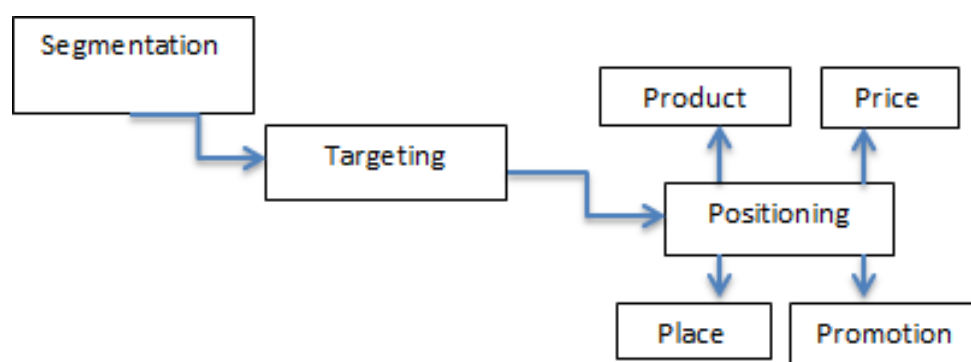 Segmentation
Product
Price
Targeting
Positioning
Place
Promotion